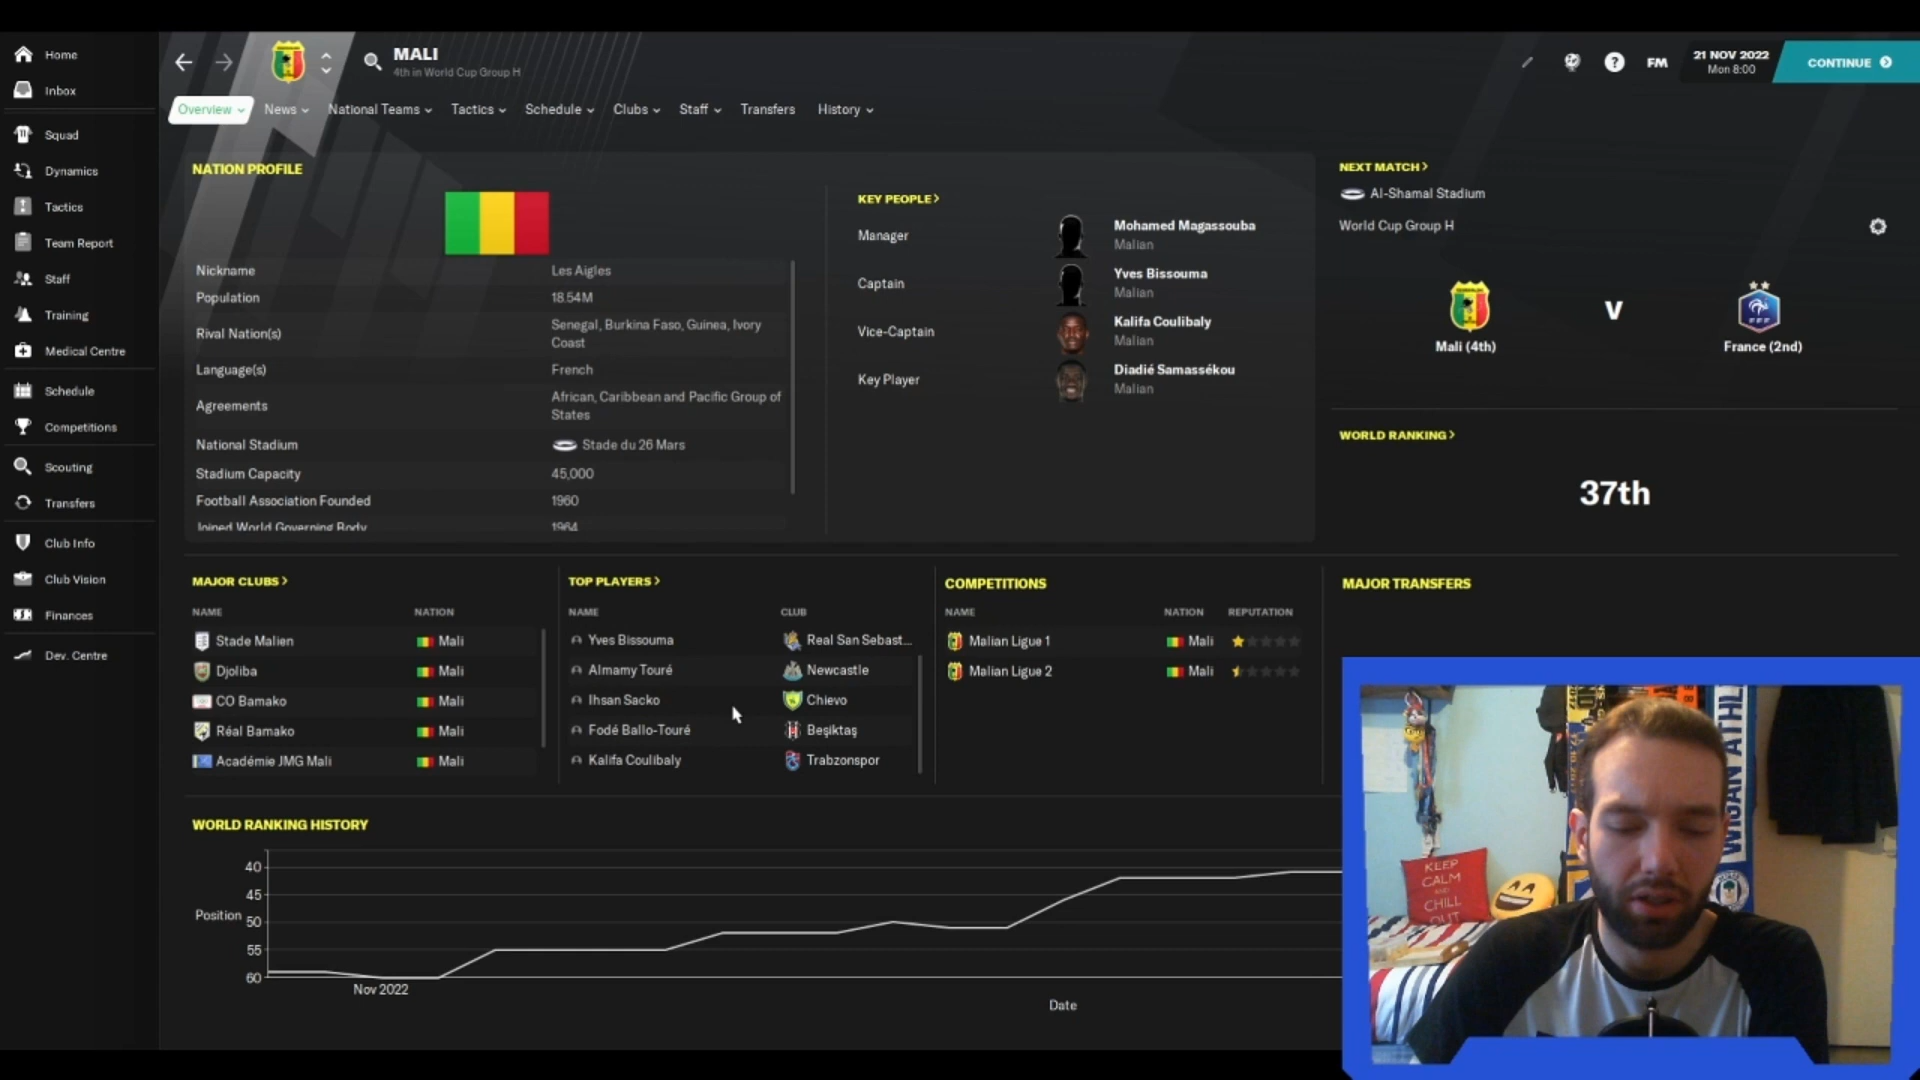 Home
Inbox
Squad
Dynamics
Tactics
Team Report
Staff
Training
Medical Centre
Schedule
Competitions
Scouting
Transfers
Club Info
Club Vision
Finances
Dev. Centre
MALI
4th in World Cup Group H
FM
21 NOV 2022
Mon 8:00
CONTINUE
Overview News National Teams Tactics Schedule Clubs Staff Transfers History
NATION PROFILE
Nickname Les Aigles
Population 18.54M
Rival Nation(s) Senegal, Burkina Faso, Guinea, Ivory
Coast
Language(s) French
Agreements African, Caribbean and Pacific Group of
States
National Stadium Stade du 26 Mars
Stadium Capacity 45,000
Football Association Founded 1960
Joined World Governing Body 1964
KEY PEOPLE>
Manager Mohamed Magassouba
Malian
Captain Yves Bissouma
Malian
Vice-Captain Kalifa Coulibaly
Malian
Key Player Diadié Samassékou
Malian
NEXT MATCH>
Al-Shamal Stadium
World Cup Group H
V
Mali (4th) France (2nd)
WORLD RANKING>
37th
MAJOR CLUBS>
NAME NATION
Stade Malien Mali
Djoliba Mali
CO Bamako Mali
Réal Bamako Mali
Académie JMG Mali Mali
TOP PLAYERS>
NAME CLUB
Yves Bissouma Real San Sebast...
Almamy Touré Newcastle
Ihsan Sacko Chievo
Fodé Ballo-Touré Beşiktaş
Kalifa Coulibaly Trabzonspor
COMPETITIONS
NAME NATION REPUTATION
Malian Ligue 1 Mali
Malian Ligue 2 Mali
MAJOR TRANSFERS
WORLD RANKING HISTORY
Position
40
45
50
55
60
Nov 2022
Date
KEEP
CALM
AND
CHILL
OUT
WIGAN ATHL